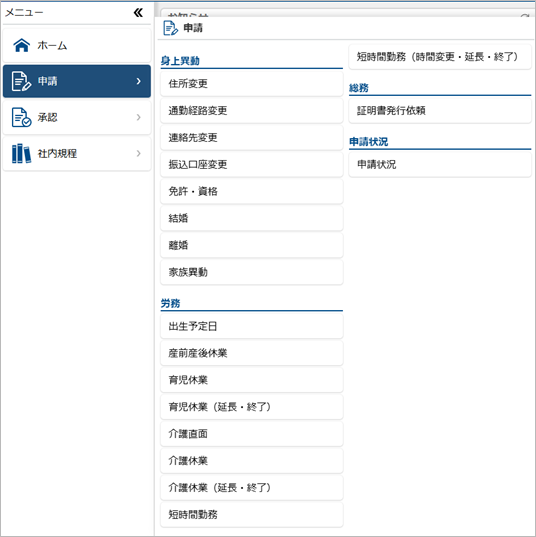 メニュー
ホーム
申請
承認
社内規程
お知らせ
申請
身上異動
住所変更
通勤経路変更
連絡先変更
振込口座変更
免許・資格
結婚
離婚
家族異動
労務
出生予定日
産前産後休業
育児休業
育児休業（延長・終了）
介護直面
介護休業
介護休業（延長・終了）
短時間勤務
短時間勤務（時間変更・延長・終了）
総務
証明書発行依頼
申請状況
申請状況